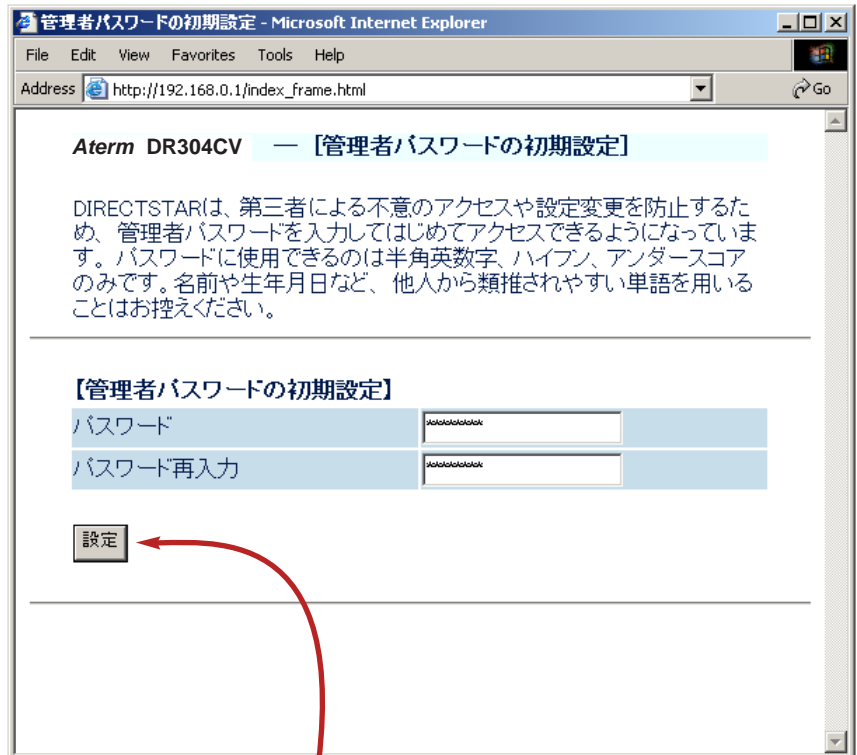 管理者パスワードの初期設定 - Microsoft Internet Explorer
File Edit View Favorites Tools Help
Address http://192.168.0.1/index_frame.html Go
Aterm DR304CV ー [管理者パスワードの初期設定]
DIRECTSTARは、第三者による不意のアクセスや設定変更を防止するた
め、管理者パスワードを入力してはじめてアクセスできるようになっていま
す。パスワードに使用できるのは半角英数字、ハイフン、アンダースコア
のみです。名前や生年月日など、他人から類推されやすい単語を用いる
ことはお控えください。
【管理者パスワードの初期設定】
パスワード **********
パスワード再入力 **********
設定